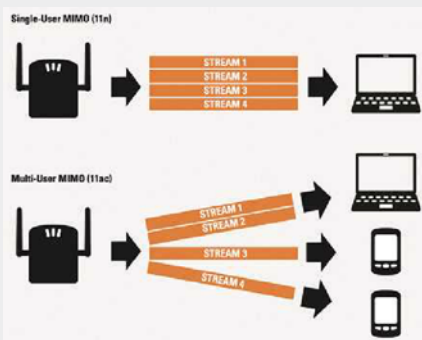 Single-User MIMO (11n)
STREAM 1
STREAM 2
STREAM 3
STREAM 4
Multi-User MIMO (11ac)
STREAM 1
STREAM 2
STREAM 3
STREAM 4